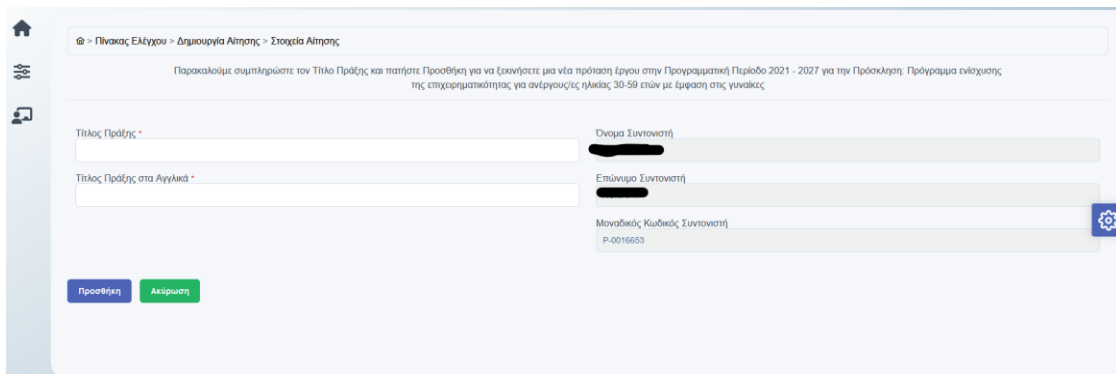 > Πίνακας Ελέγχου > Δημιουργία Αίτησης > Στοιχεία Αίτησης
Παρακαλούμε συμπληρώστε τον Τίτλο Πράξης και πατήστε Προσθήκη για να ξεκινήσετε μια νέα πρόταση έργου στην Προγραμματική Περίοδο 2021 - 2027 για την Πρόσκληση: Πρόγραμμα ενίσχυσης
της επιχειρηματικότητας για ανέργους/ες ηλικίας 30-59 ετών με έμφαση στις γυναίκες
Τίτλος Πράξης *
Όνομα Συντονιστή
Τίτλος Πράξης στα Αγγλικά *
Επώνυμο Συντονιστή
Μοναδικός Κωδικός Συντονιστή
P-0016653
Προσθήκη
Ακύρωση